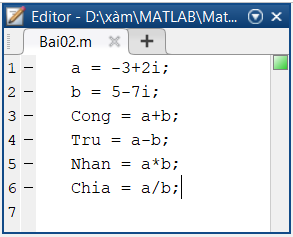 Editor - D:\xàm\MATLAB\Mat...
Bai02.m
1 - a = -3+2i;
2 - b = 5-7i;
3 - Cong = a+b;
4 - Tru = a-b;
5 - Nhan = a*b;
6 - Chia = a/b;
7